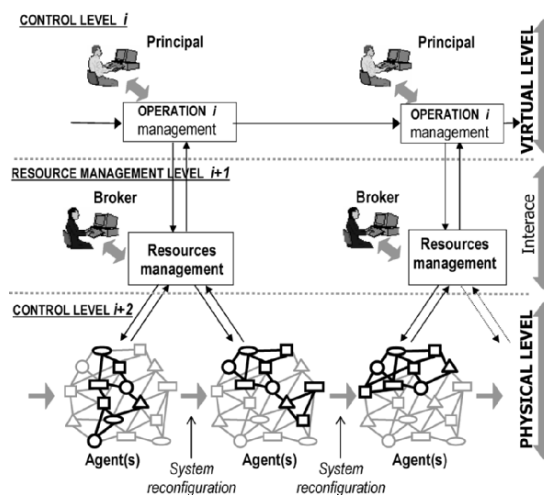 CONTROL LEVEL i
Principal
Principal
OPERATION i
management
OPERATION i
management
VIRTUAL LEVEL
RESOURCE MANAGEMENT LEVEL i+1
Broker
Broker
Resources
management
Resources
management
Interace
CONTROL LEVEL i+2
PHYSICAL LEVEL
Agent(s)
Agent(s)
Agent(s)
System
reconfiguration
System
reconfiguration